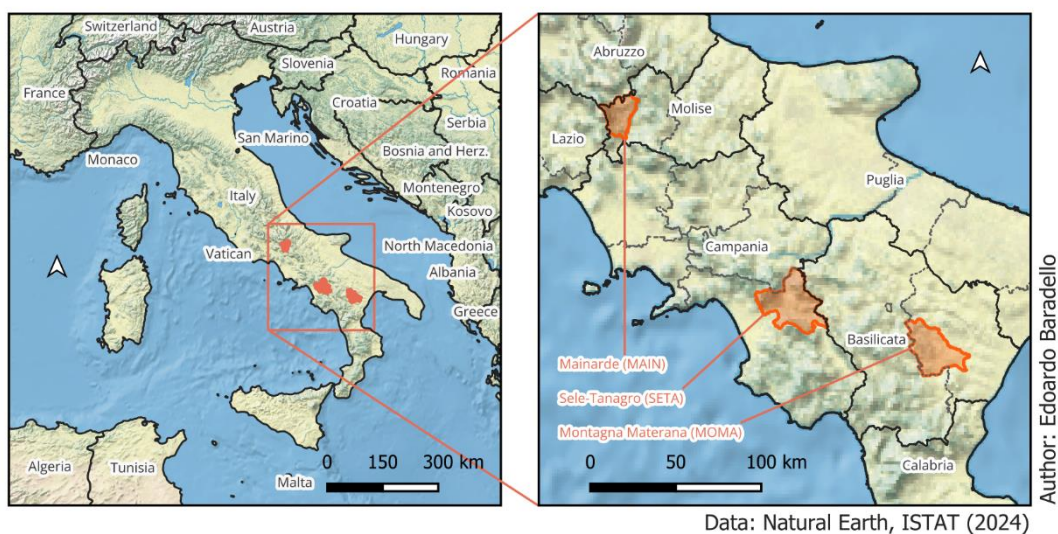 Switzerland
Austria
Hungary
Slovenia
Romania
France
Croatia
Serbia
San Marino
Bosnia and Herz.
Monaco
Montenegro
Italy
Kosovo
Vatican
North Macedonia
Albania
Greece
Algeria
Tunisia
Malta
0 150 300 km
Abruzzo
Molise
Lazio
Puglia
Campania
Basilicata
Mainarde (MAIN)
Sele-Tanagro (SETA)
Montagna Materana (MOMA)
Calabria
0 50 100 km
Author: Edoardo Baradello
Data: Natural Earth, ISTAT (2024)